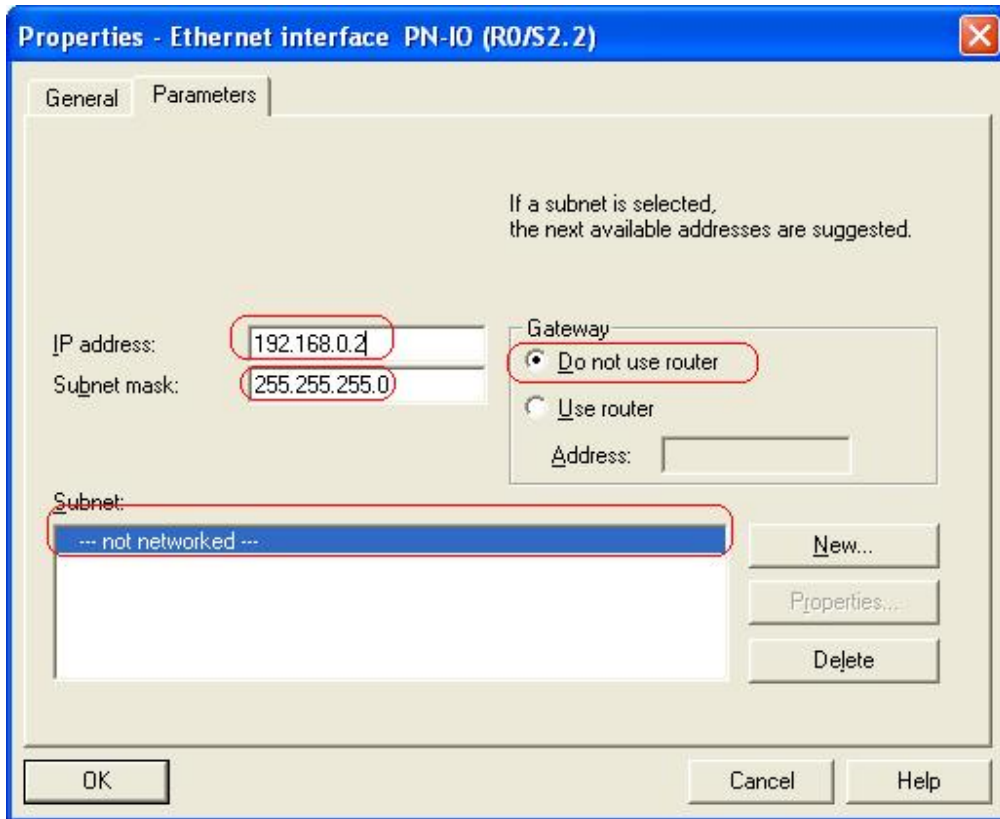 Properties - Ethernet interface PN-IO (R0/S2.2)
General
Parameters
If a subnet is selected,
the next available addresses are suggested.
IP address:
192.168.0.2
Subnet mask:
255.255.255.0
Gateway
Do not use router
Use router
Address:
Subnet:
--- not networked ---
New...
Properties...
Delete
OK
Cancel
Help